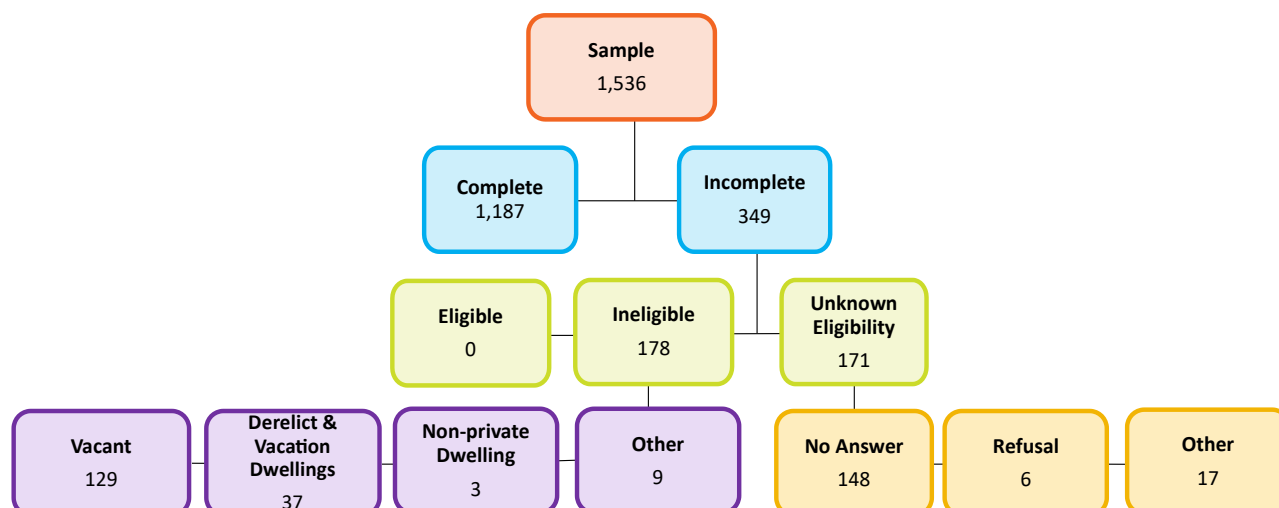 Sample
1,536
Complete
1,187
Incomplete
349
Eligible
0
Ineligible
178
Unknown
Eligibility
171
Vacant
129
Derelict &
Vacation
Dwellings
37
Non-private
Dwelling
3
Other
9
No Answer
148
Refusal
6
Other
17